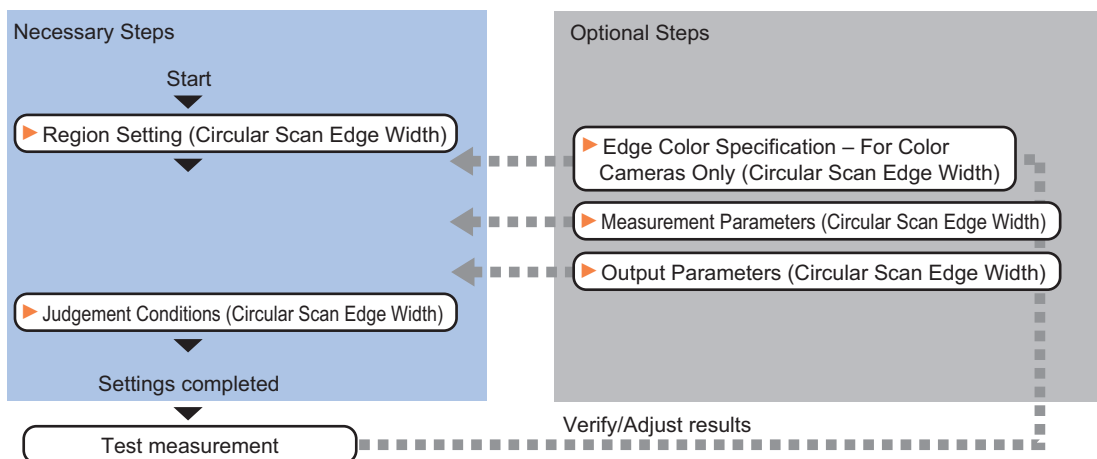 Necessary Steps
Start
Region Setting (Circular Scan Edge Width)
Judgement Conditions (Circular Scan Edge Width)
Settings completed
Test measurement
Optional Steps
Edge Color Specification – For Color
Cameras Only (Circular Scan Edge Width)
Measurement Parameters (Circular Scan Edge Width)
Output Parameters (Circular Scan Edge Width)
Verify/Adjust results